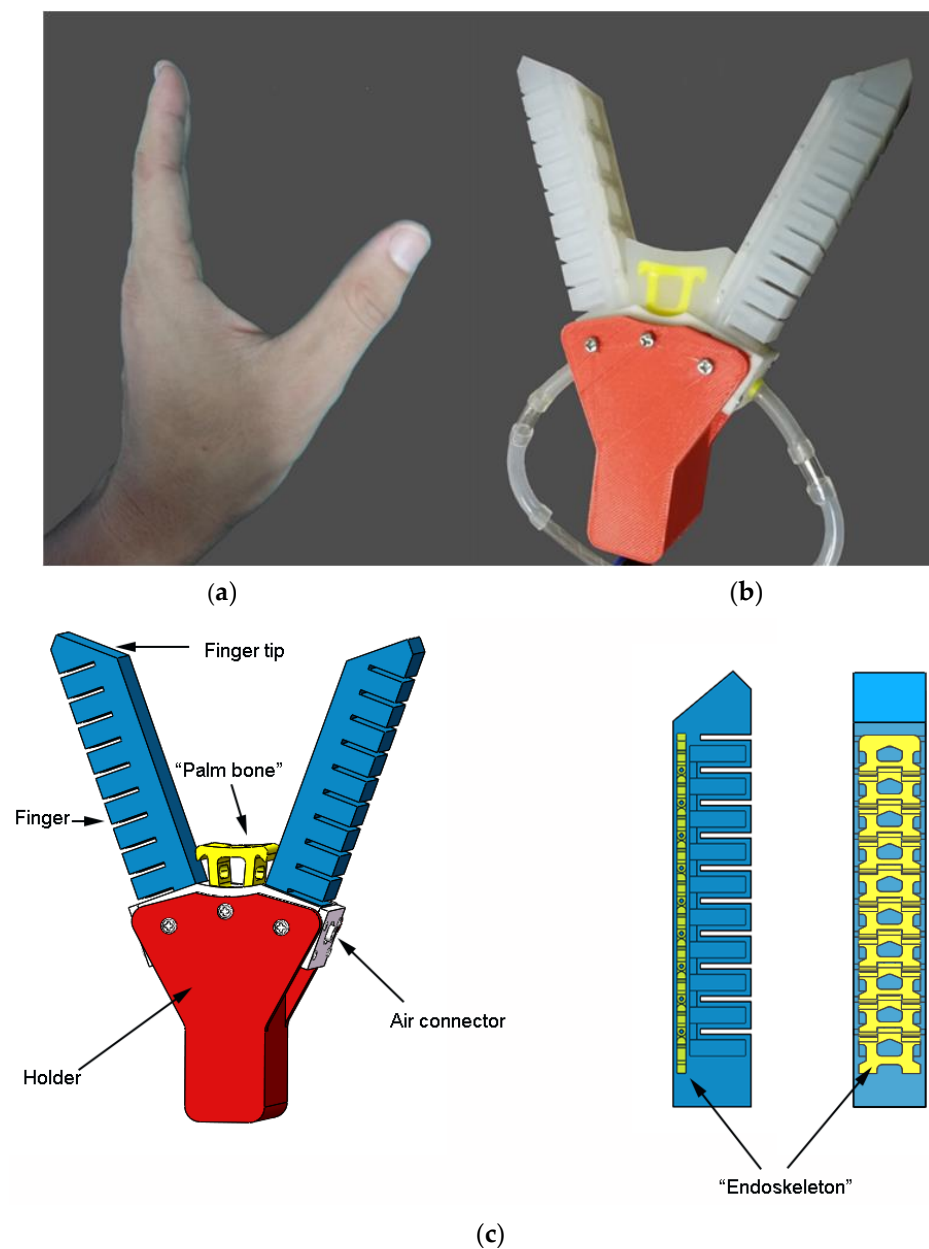 (a)
(b)
Finger tip
“Palm bone”
Finger
Air connector
Holder
“Endoskeleton”
(c)